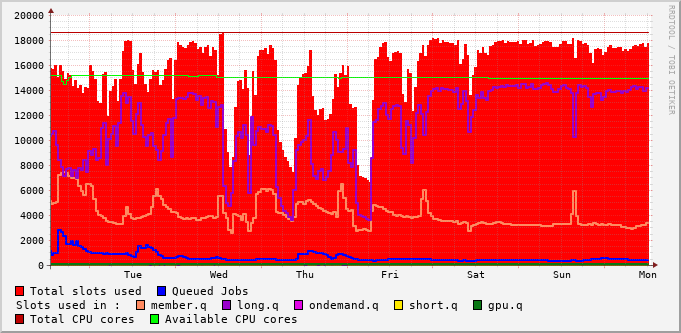 20000
18000
16000
14000
12000
10000
8000
6000
4000
2000
0
Tue Wed Thu Fri Sat Sun Mon
RRDTOOL / TOBI OETIKER
Total slots used Queued Jobs
Slots used in : member.q long.q ondemand.q short.q gpu.q
Total CPU cores Available CPU cores